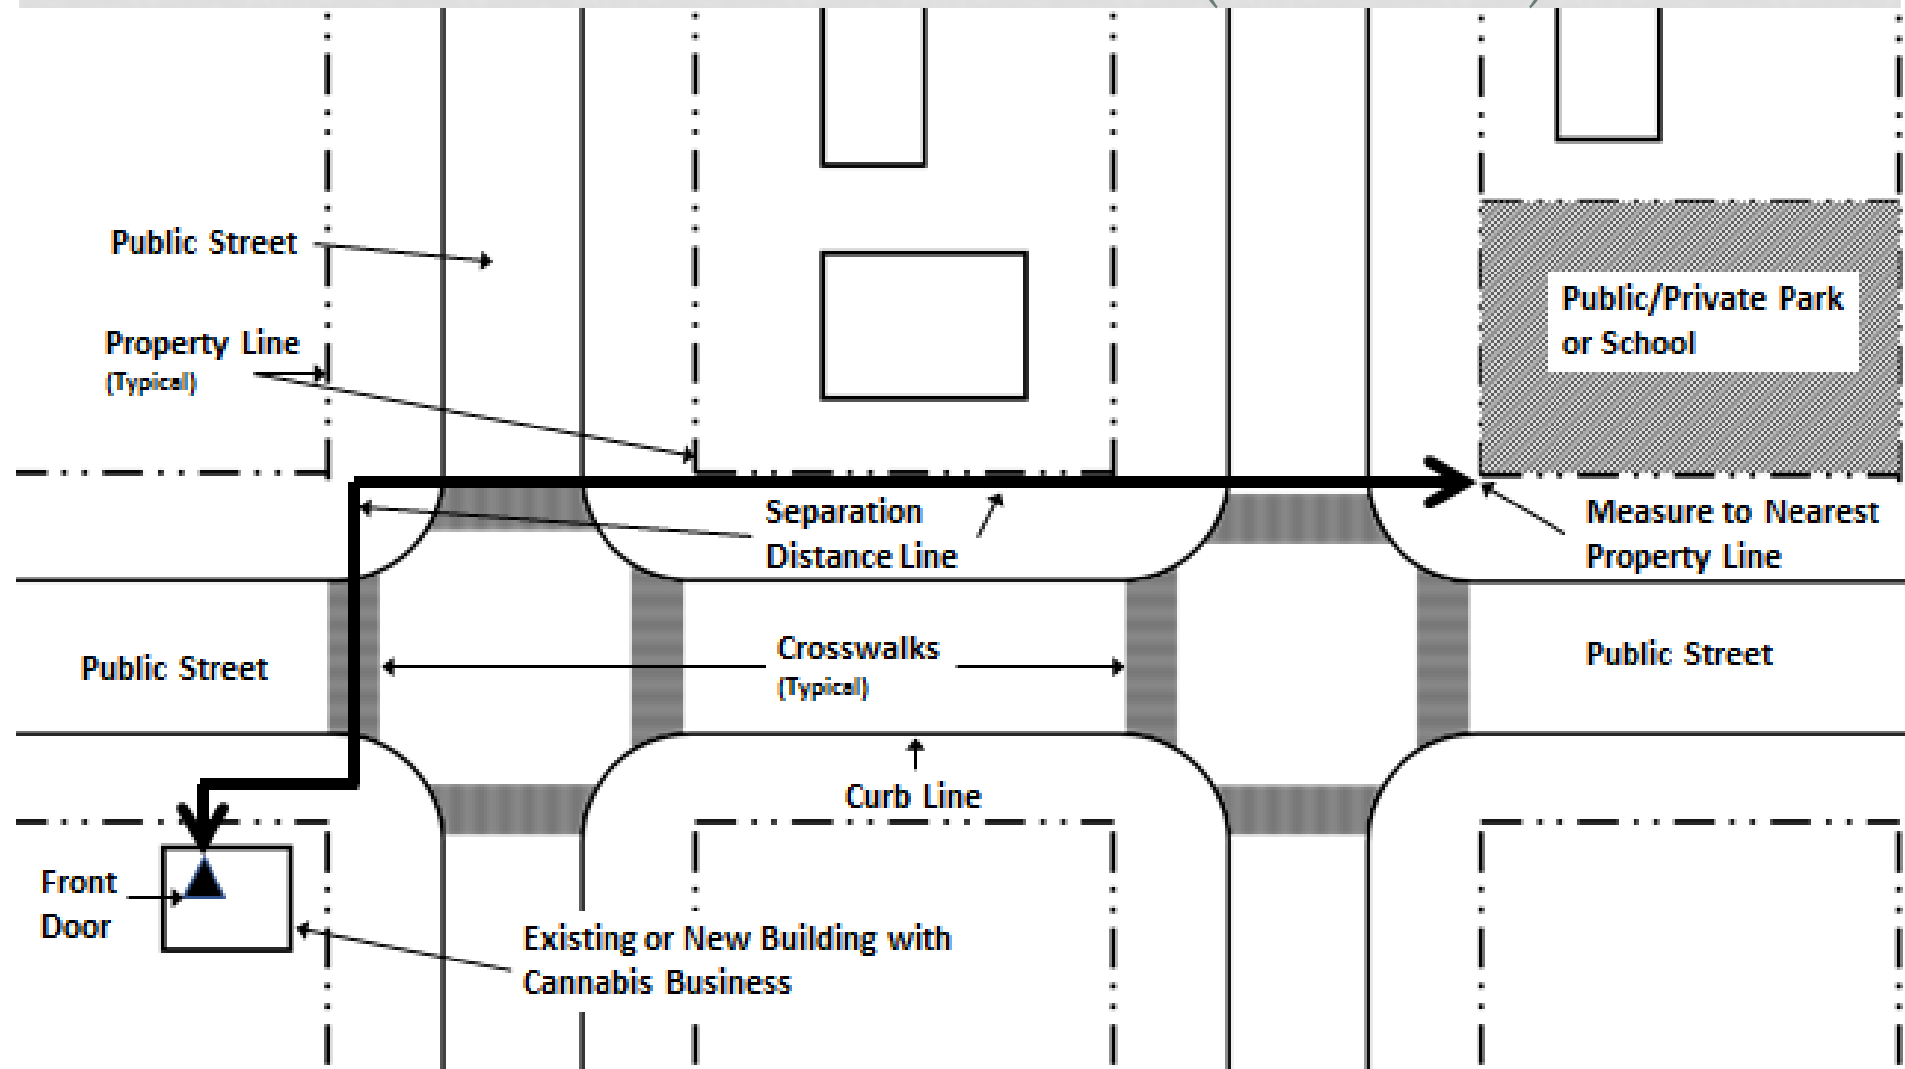 Public Street
Property Line
(Typical)
Public/Private Park
or School
Separation
Distance Line
Measure to Nearest
Property Line
Public Street
Crosswalks
(Typical)
Public Street
Curb Line
Front
Door
Existing or New Building with
Cannabis Business